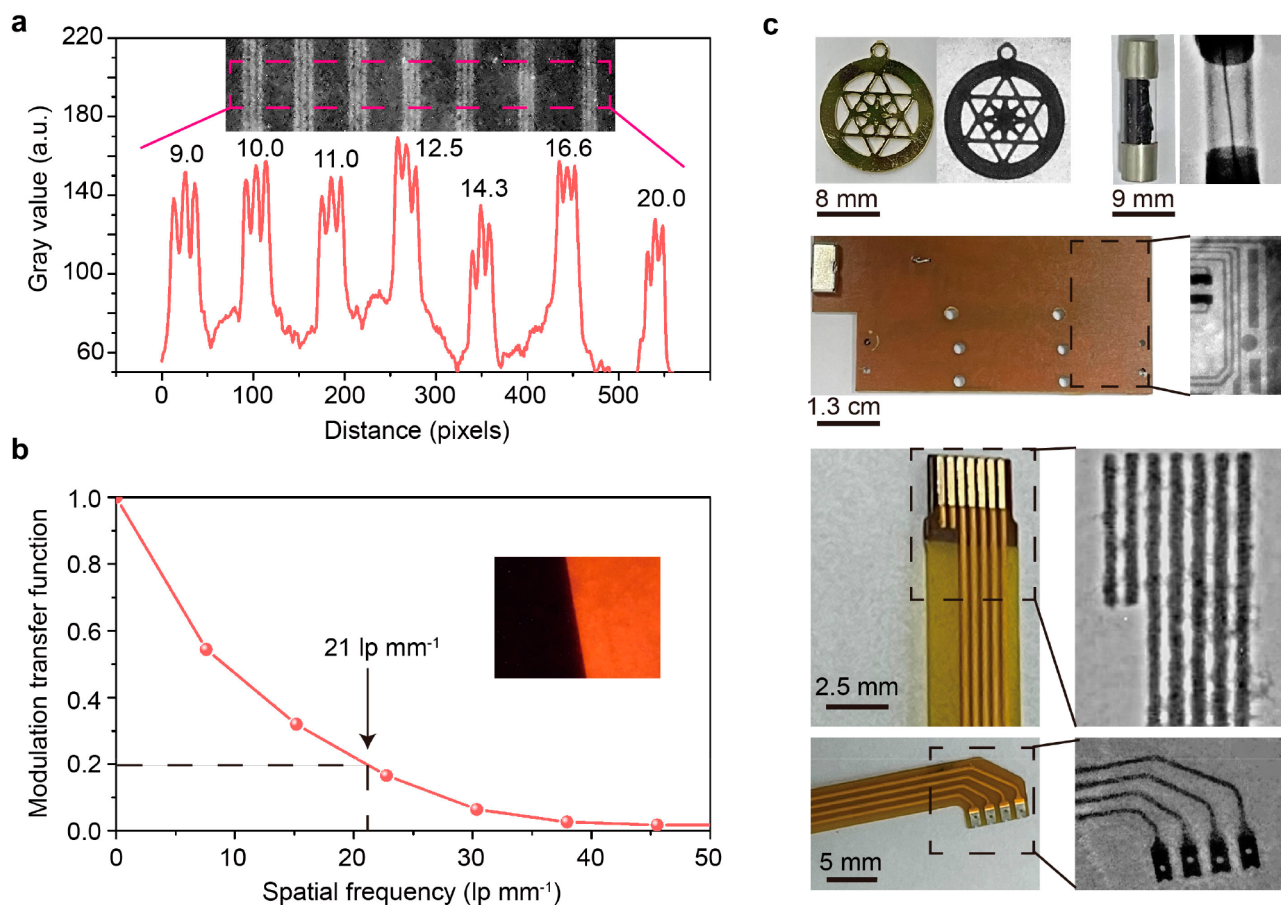 a
220
180
140
100
60
Gray value (a.u.)
9.0
10.0
11.0
12.5
14.3
16.6
20.0
0
100
200
300
400
500
Distance (pixels)
b
1.0
0.8
0.6
0.4
0.2
0.0
Modulation transfer function
21 lp mm⁻¹
0
10
20
30
40
50
Spatial frequency (lp mm⁻¹)
c
8 mm
9 mm
1.3 cm
2.5 mm
5 mm